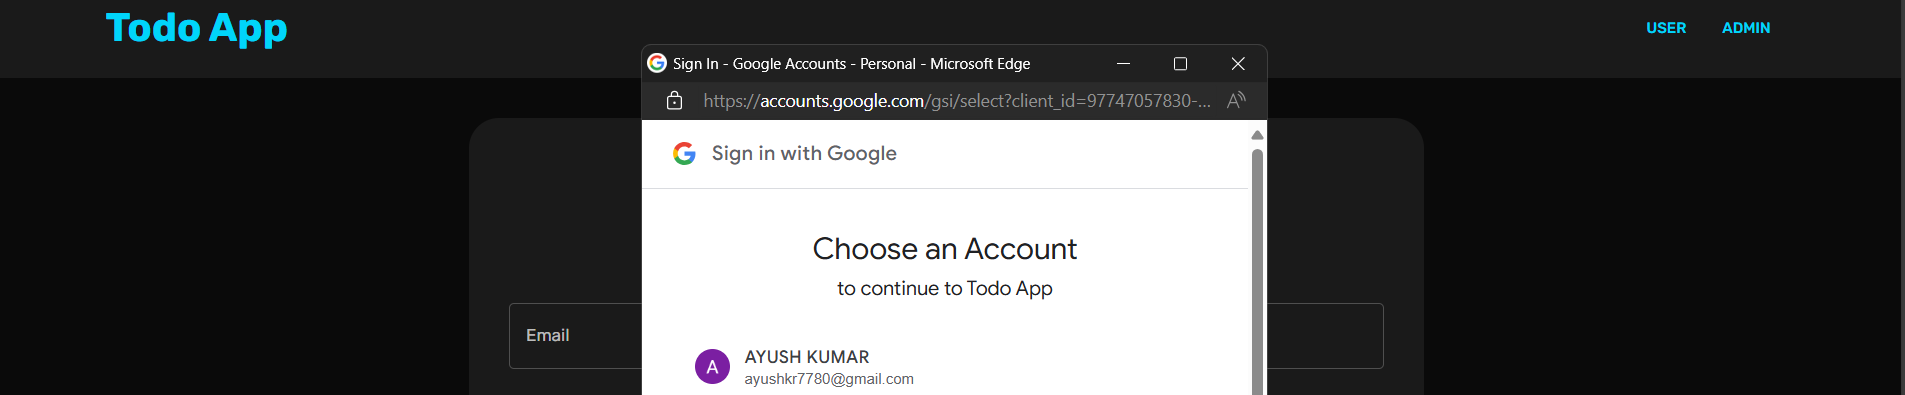 Todo App
USER ADMIN
Sign In - Google Accounts - Personal - Microsoft Edge
https://accounts.google.com/gsi/select?client_id=97747057830-...
Sign in with Google
Choose an Account
to continue to Todo App
Email
A
AYUSH KUMAR
ayushkr7780@gmail.com